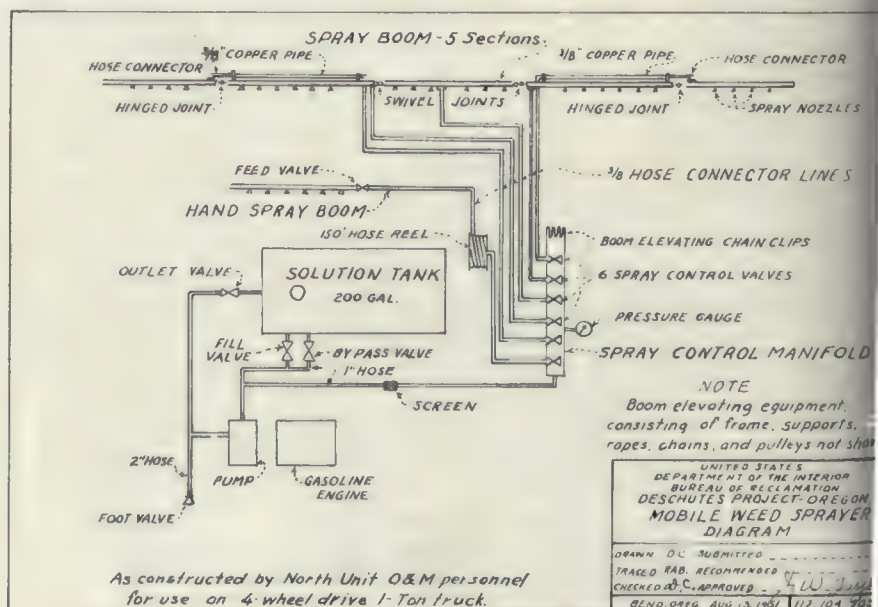 SPRAY BOOM - 5 Sections.
3/8" COPPER PIPE
3/8" COPPER PIPE
HOSE CONNECTOR
HOSE CONNECTOR
HINGED JOINT
SWIVEL JOINTS
HINGED JOINT
SPRAY NOZZLES
FEED VALVE
3/8 HOSE CONNECTOR LINES
HAND SPRAY BOOM
150' HOSE REEL
BOOM ELEVATING CHAIN CLIPS
OUTLET VALVE
SOLUTION TANK
200 GAL.
6 SPRAY CONTROL VALVES
PRESSURE GAUGE
FILL
VALVE
BYPASS VALVE
1" HOSE
SPRAY CONTROL MANIFOLD
SCREEN
NOTE
Boom elevating equipment,
consisting of frame, supports,
ropes, chains, and pulleys not
2" HOSE
PUMP
GASOLINE
ENGINE
FOOT VALVE
UNITED STATES
DEPARTMENT OF THE INTERIOR
BUREAU OF RECLAMATION
DESCHUTES PROJECT-OREGON
MOBILE WEED SPRAYER
DIAGRAM
DRAWN D.C. SUBMITTED
TRACED R.A.B. RECOMMENDED
CHECKED D.C. APPROVED
BEND, OREG. AUG 13, 1951
As constructed by North Unit O&M personnel
for use on 4-wheel drive 1-Ton truck.